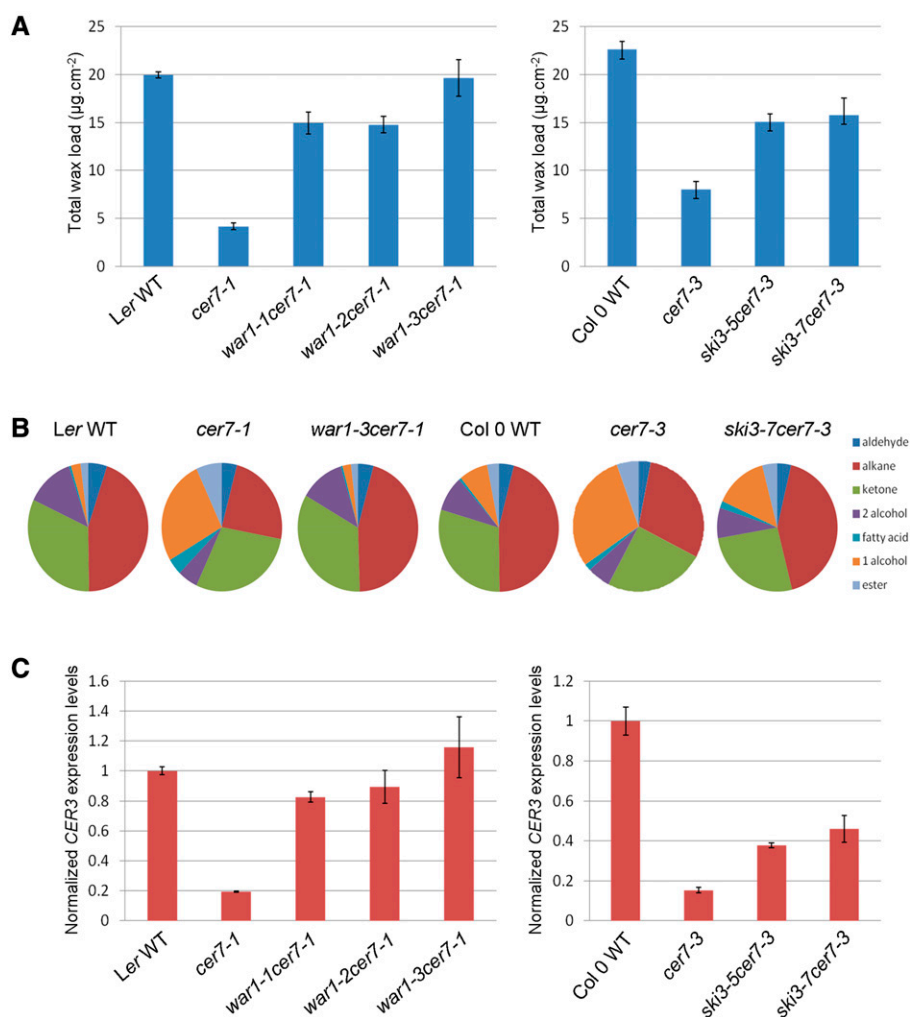 A
Total wax load (µg.cm⁻²)
25
20
15
10
5
0
Ler WT
cer7-1
war1-1cer7-1
war1-2cer7-1
war1-3cer7-1
Total wax load (µg.cm⁻²)
25
20
15
10
5
0
Col 0 WT
cer7-3
ski3-5cer7-3
ski3-7cer7-3
B
Ler WT
cer7-1
war1-3cer7-1
Col 0 WT
cer7-3
ski3-7cer7-3
aldehyde
alkane
ketone
2 alcohol
fatty acid
1 alcohol
ester
C
Normalized CER3 expression levels
1.6
1.4
1.2
1
0.8
0.6
0.4
0.2
0
Ler WT
cer7-1
war1-1cer7-1
war1-2cer7-1
war1-3cer7-1
Normalized CER3 expression levels
1.2
1
0.8
0.6
0.4
0.2
0
Col 0 WT
cer7-3
ski3-5cer7-3
ski3-7cer7-3